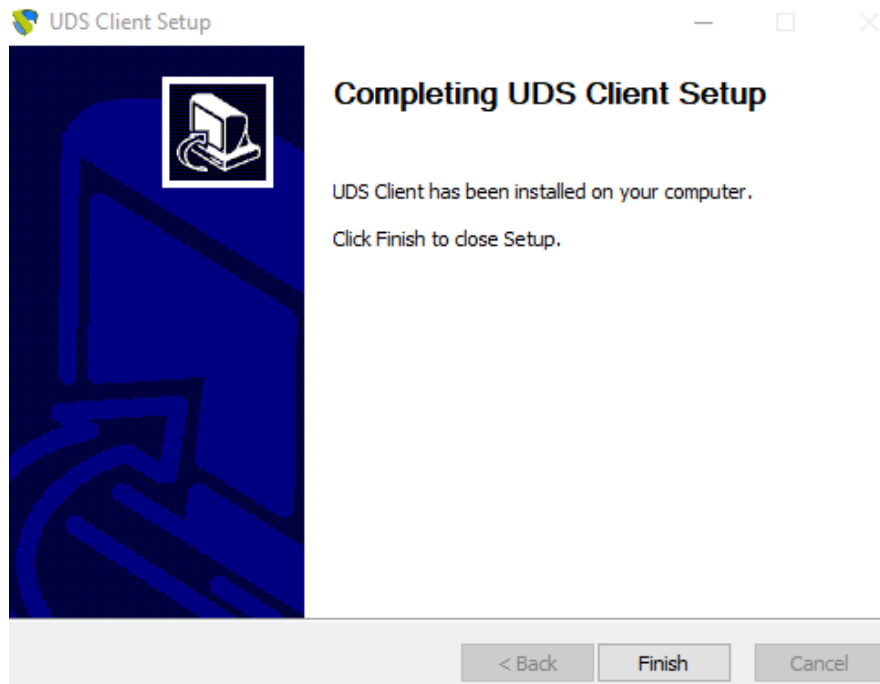 UDS Client Setup
Completing UDS Client Setup
UDS Client has been installed on your computer.
Click Finish to close Setup.
< Back
Finish
Cancel